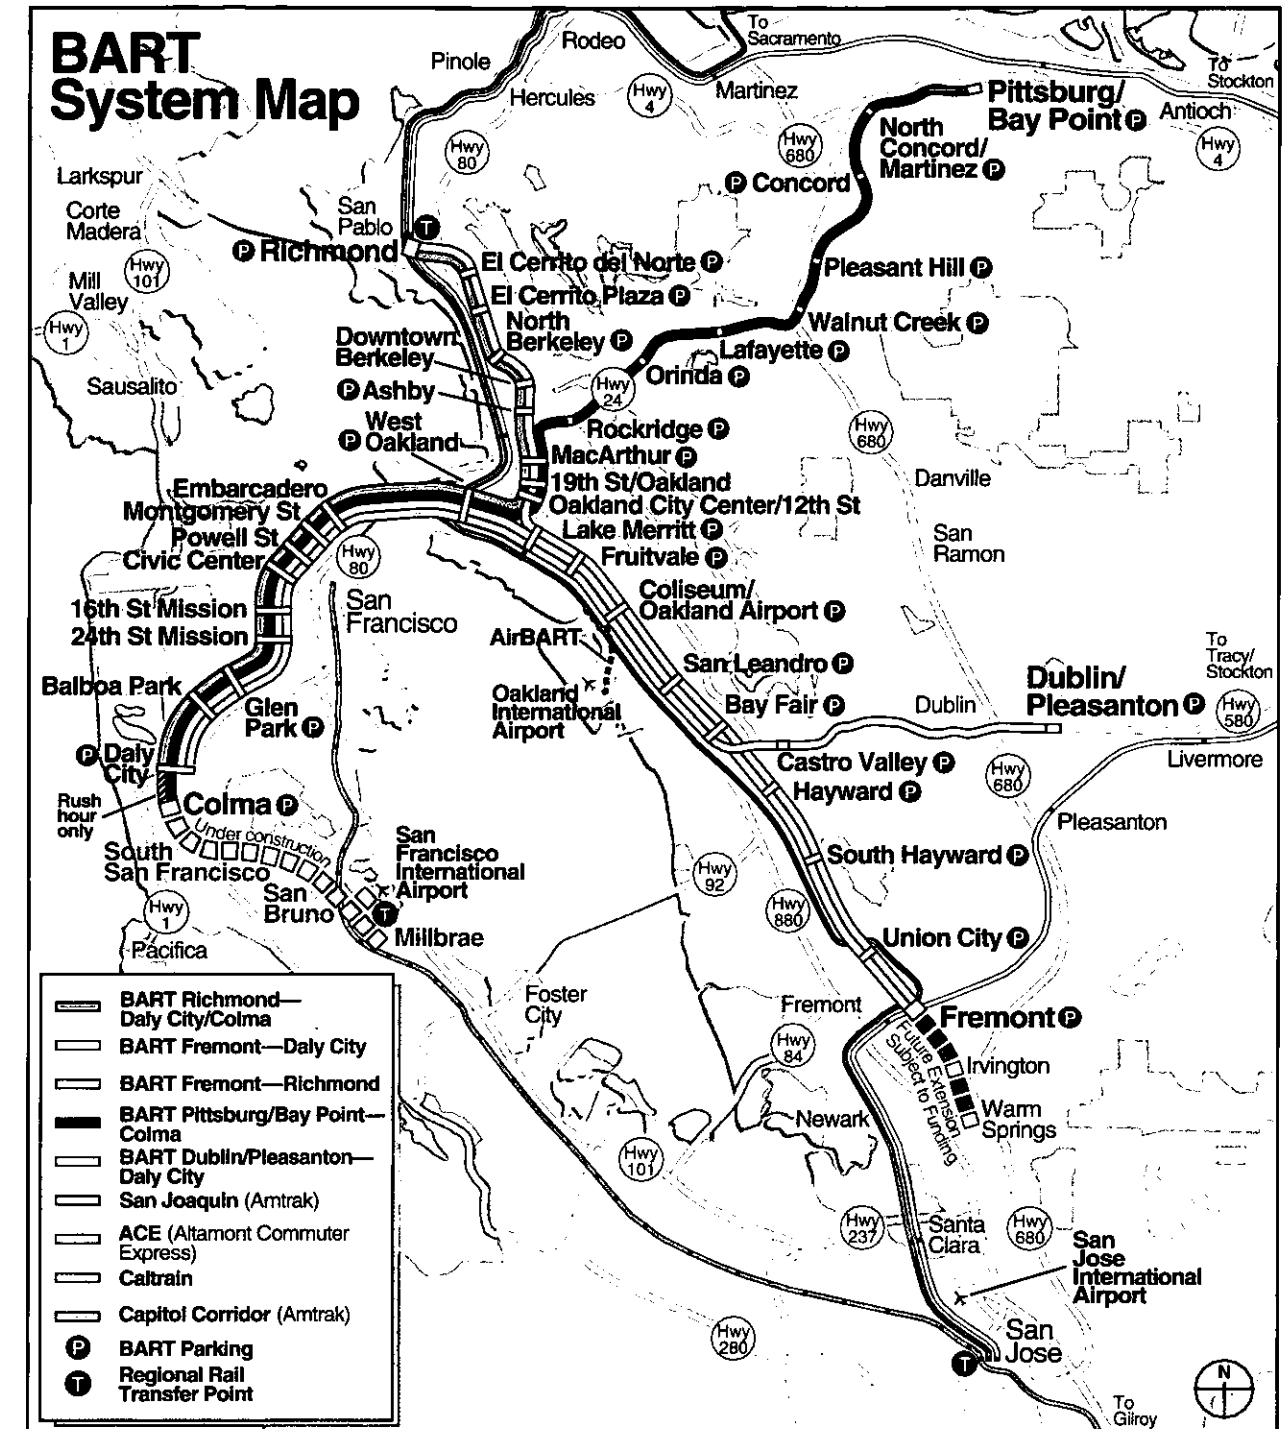 BART
System Map
Pinole
Rodeo
To
Sacramento
Hercules
Hwy
4
Martinez
To
Stockton
Antioch
Hwy
4
Pittsburg/
Bay Point P
North
Concord/
Martinez P
Hwy
80
Hwy
680
P Concord
Larkspur
Corte
Madera
San
Pablo
T
P Richmond
Hwy
101
Mill
Valley
Hwy
1
Sausalito
El Cerrito del Norte P
El Cerrito Plaza P
North
Berkeley P
Pleasant Hill P
Walnut Creek P
Lafayette P
Orinda P
Hwy
24
Downtown
Berkeley
P Ashby
West
P Oakland
Rockridge P
MacArthur P
19th St/Oakland
Oakland City Center/12th St
Lake Merritt P
Fruitvale P
Hwy
680
Danville
San
Ramon
Embarcadero
Montgomery St
Powell St
Civic Center
Hwy
80
16th St Mission
24th St Mission
San
Francisco
Coliseum/
Oakland Airport P
AirBART
San Leandro P
Bay Fair P
Oakland
International
Airport
Dublin
Dublin/
Pleasanton P
To
Tracy/
Stockton
Hwy
580
Livermore
Balboa Park
Glen
Park P
P Daly
City
Rush
hour
only
Colma P
Under construction
South
San Francisco
San
Bruno
San
Francisco
International
Airport
T
Millbrae
Hwy
1
Pacifica
Castro Valley P
Hayward P
Hwy
680
Pleasanton
South Hayward P
Hwy
92
Hwy
880
Union City P
Foster
City
Fremont
Fremont P
Hwy
84
Future Extension
Subject to Funding
Irvington
Warm
Springs
Newark
Hwy
101
Hwy
237
Santa
Clara
Hwy
680
San
Jose
International
Airport
Hwy
280
San
Jose
T
To
Gilroy
N
BART Richmond—
Daly City/Colma
BART Fremont—Daly City
BART Fremont—Richmond
BART Pittsburg/Bay Point—
Colma
BART Dublin/Pleasanton—
Daly City
San Joaquin (Amtrak)
ACE (Altamont Commuter
Express)
Caltrain
Capitol Corridor (Amtrak)
P BART Parking
T Regional Rail
Transfer Point